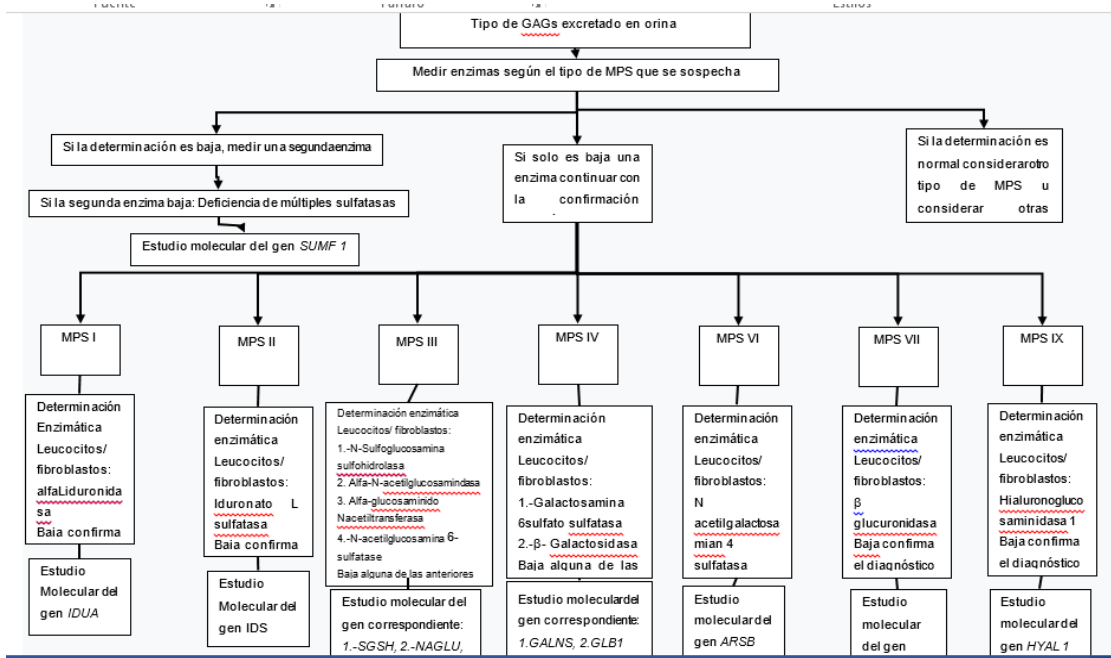 Fuente
Párrafo
Estilos
Tipo de GAGs excretado en orina
Medir enzimas según el tipo de MPS que se sospecha
Si la determinación es baja, medir una segundaenzima
Si la segunda enzima baja: Deficiencia de múltiples sulfatasas
Estudio molecular del gen SUMF 1
Si solo es baja una
enzima continuar con
la confirmación
Si la determinación es
normal considerarotro
tipo de MPS u
considerar otras
MPS I
MPS II
MPS III
MPS IV
MPS VI
MPS VII
MPS IX
Determinación
Enzimática
Leucocitos/
fibroblastos:
alfaLiduronida
sa
Baja confirma
Determinación
enzimática
Leucocitos/
fibroblastos:
Iduronato L
sulfatasa
Baja confirma
Determinación enzimática
Leucocitos/ fibroblastos:
1.-N-Sulfoglucosamina
sulfohidrolasa
2. Alfa-N-acetilglucosamindasa
3. Alfa-glucosaminido
Nacetiltransferasa
4.-N-acetilglucosamina 6-
sulfatase
Baja alguna de las anteriores
Determinación
enzimática
Leucocitos/
fibroblastos:
1.-Galactosamina
6sulfato sulfatasa
2.-β- Galactosidasa
Baja alguna de las
Determinación
enzimática
Leucocitos/
fibroblastos:
N
acetilgalactosa
mian 4
sulfatasa
Determinación
enzimática
Leucocitos/
fibroblastos:
β
glucuronidasa
Baja confirma
el diagnóstico
Determinación
enzimática
Leucocitos/
fibroblastos:
Hialuronogluco
saminidasa 1
Baja confirma
el diagnóstico
Estudio
Molecular del
gen IDUA
Estudio
Molecular del
gen IDS
Estudio molecular del
gen correspondiente:
1.-SGSH, 2.-NAGLU,
Estudio moleculardel
gen correspondiente:
1.GALNS, 2.GLB1
Estudio
molecular del
gen ARSB
Estudio
molecular
del gen
Estudio
molecular del
gen HYAL 1